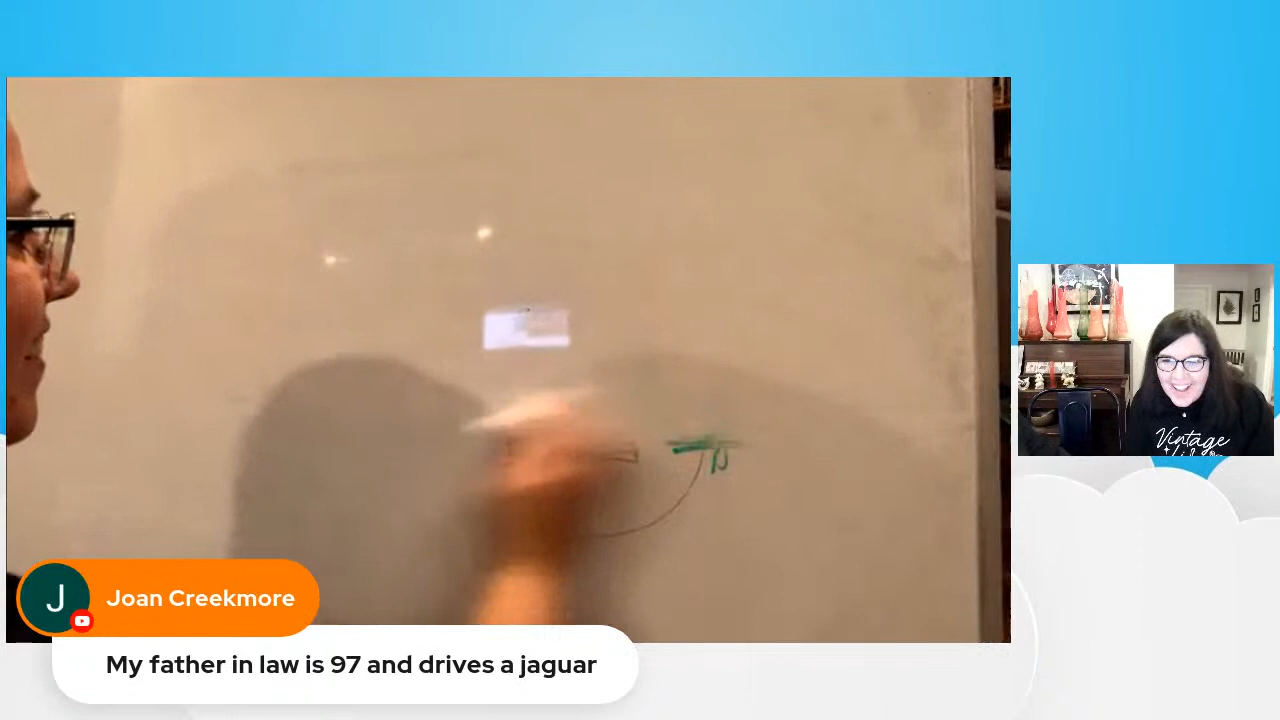 Vintage
J
Joan Creekmore
My father in law is 97 and drives a jaguar